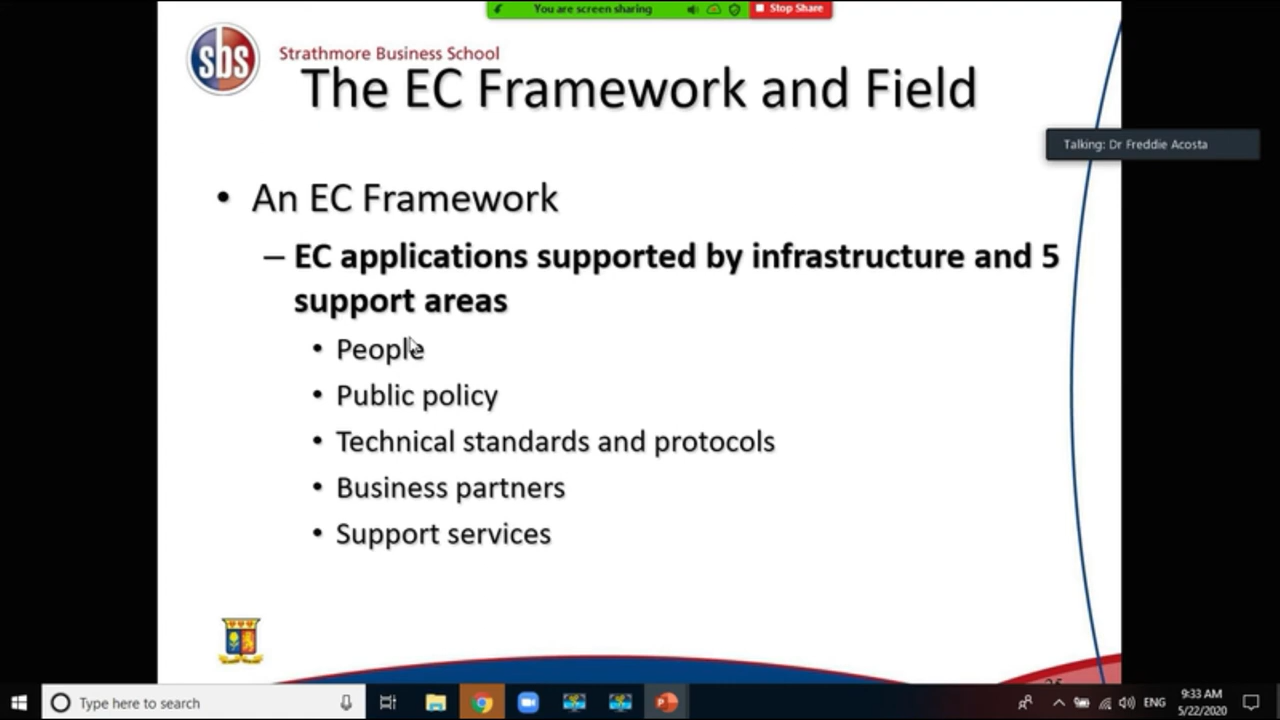 You are screen sharing
Stop Share
sbs
Strathmore Business School
The EC Framework and Field
Talking: Dr Freddie Acosta
• An EC Framework
– EC applications supported by infrastructure and 5
support areas
• People
• Public policy
• Technical standards and protocols
• Business partners
• Support services
Type here to search
ENG
9:33 AM
5/22/2020